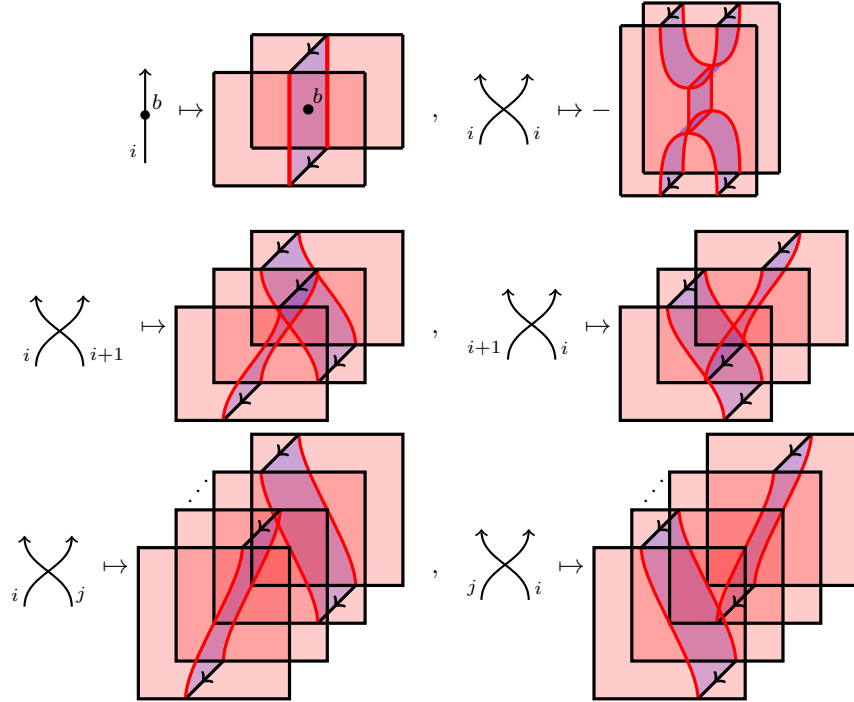 i b ↦ b , i i ↦ −
i i+1 ↦ , i+1 i ↦
i j ↦ ⋰ , j i ↦ ⋰